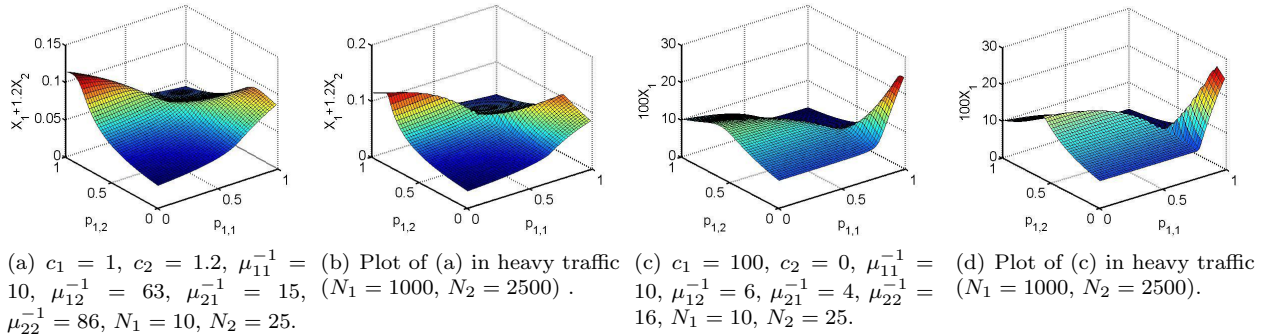 0.15
0.1
0.05
0
1
0.5
0 0
0.5
1
X₁+1.2X₂
p₁,₂
p₁,₁
0.2
0.1
0
1
0.5
0 0
0.5
1
X₁+1.2X₂
p₁,₂
p₁,₁
30
20
10
0
1
0.5
0 0
0.5
1
100X₁
p₁,₂
p₁,₁
30
20
10
0
1
0.5
0 0
0.5
1
100X₁
p₁,₂
p₁,₁
(a) c₁ = 1, c₂ = 1.2, μ₁₁⁻¹ =
10, μ₁₂⁻¹ = 63, μ₂₁⁻¹ = 15,
μ₂₂⁻¹ = 86, N₁ = 10, N₂ = 25.
(b) Plot of (a) in heavy traffic
(N₁ = 1000, N₂ = 2500) .
(c) c₁ = 100, c₂ = 0, μ₁₁⁻¹ =
10, μ₁₂⁻¹ = 6, μ₂₁⁻¹ = 4, μ₂₂⁻¹ =
16, N₁ = 10, N₂ = 25.
(d) Plot of (c) in heavy traffic
(N₁ = 1000, N₂ = 2500).